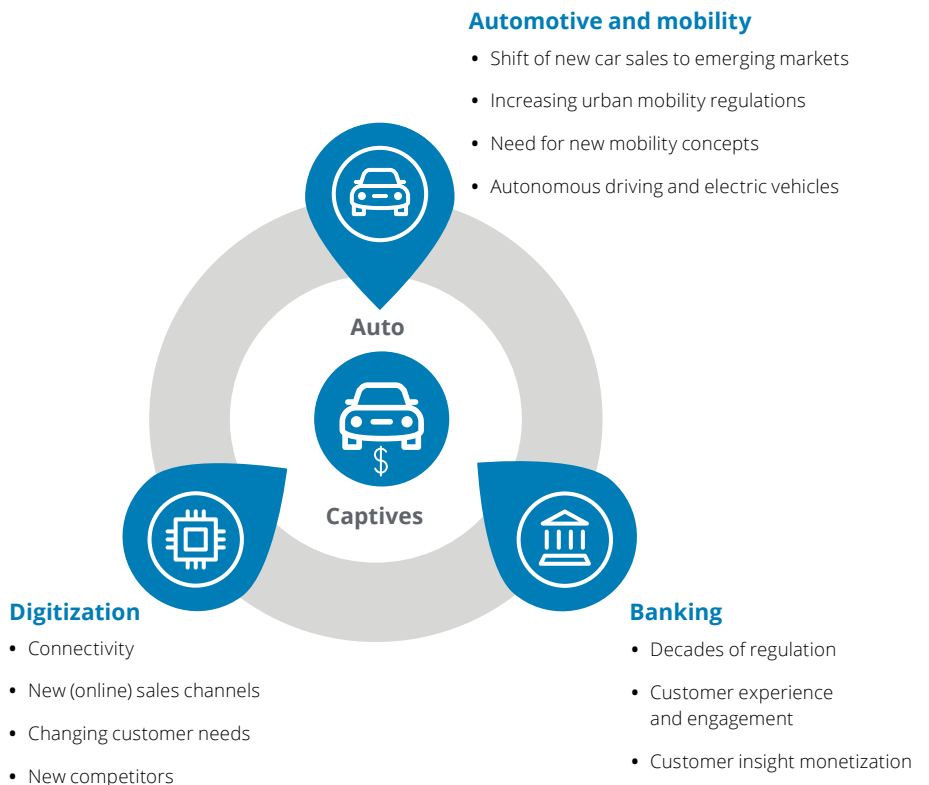 Automotive and mobility
• Shift of new car sales to emerging markets
• Increasing urban mobility regulations
• Need for new mobility concepts
• Autonomous driving and electric vehicles
Auto
$
Captives
Digitization
• Connectivity
• New (online) sales channels
• Changing customer needs
• New competitors
Banking
• Decades of regulation
• Customer experience
and engagement
• Customer insight monetization